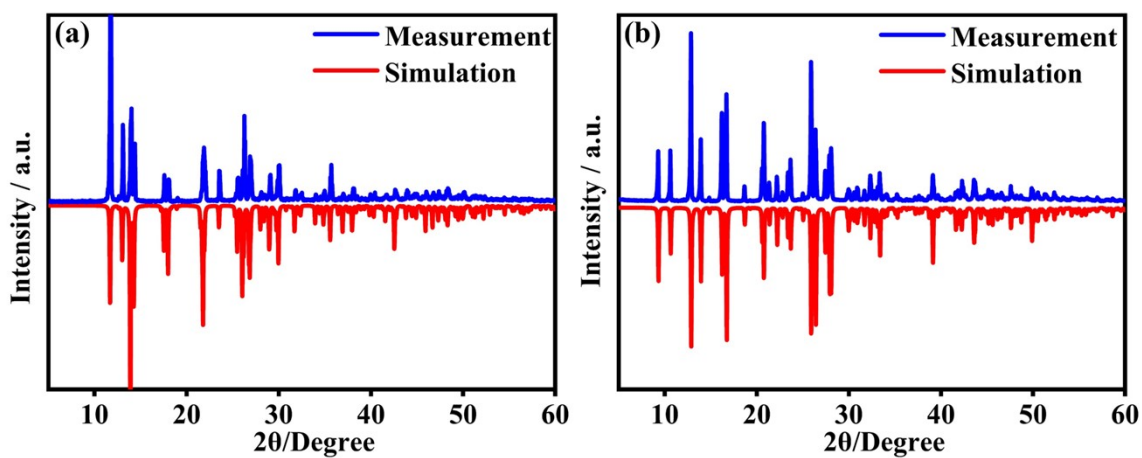 (a)
Measurement
Simulation
Intensity / a.u.
10 20 30 40 50 60
2θ/Degree
(b)
Measurement
Simulation
Intensity / a.u.
10 20 30 40 50 60
2θ/Degree